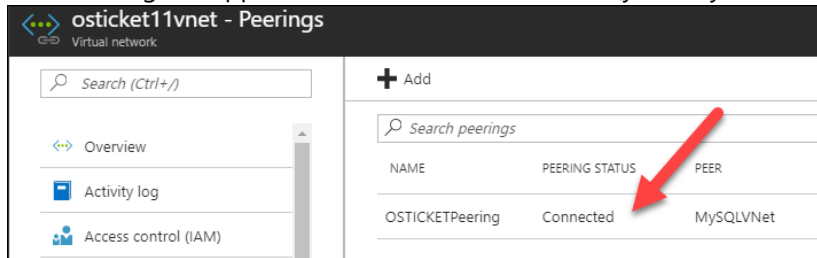 osticket11vnet - Peerings
Virtual network
Search (Ctrl+/)
Overview
Activity log
Access control (IAM)
Add
Search peerings
NAME PEERING STATUS PEER
OSTICKETPeering Connected MySQLVNet